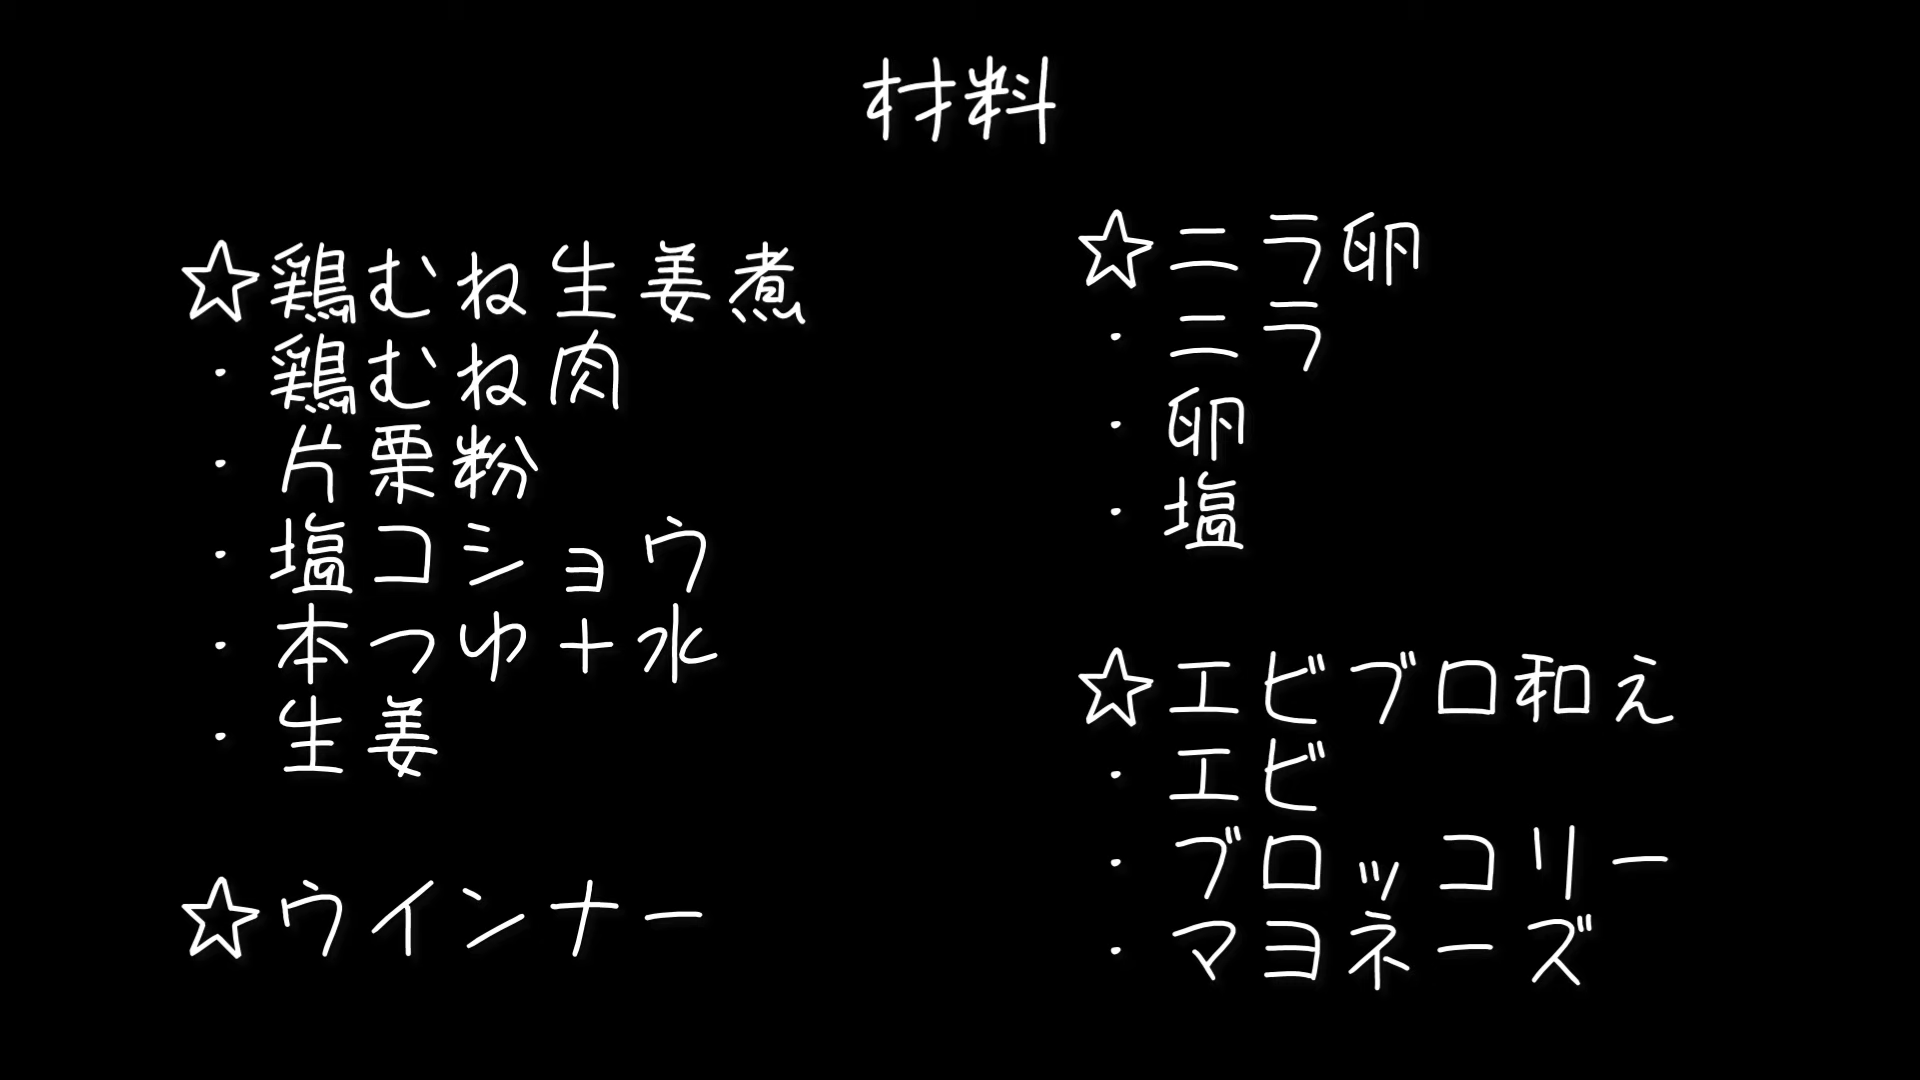 材料
☆鶏むね生姜煮
・鶏むね肉
・片栗粉
・塩コショウ
・本つゆ+水
・生姜
☆ウインナー
☆ニラ卵
・ニラ
・卵
・塩
☆エビブロ和え
・エビ
・ブロッコリー
・マヨネーズ